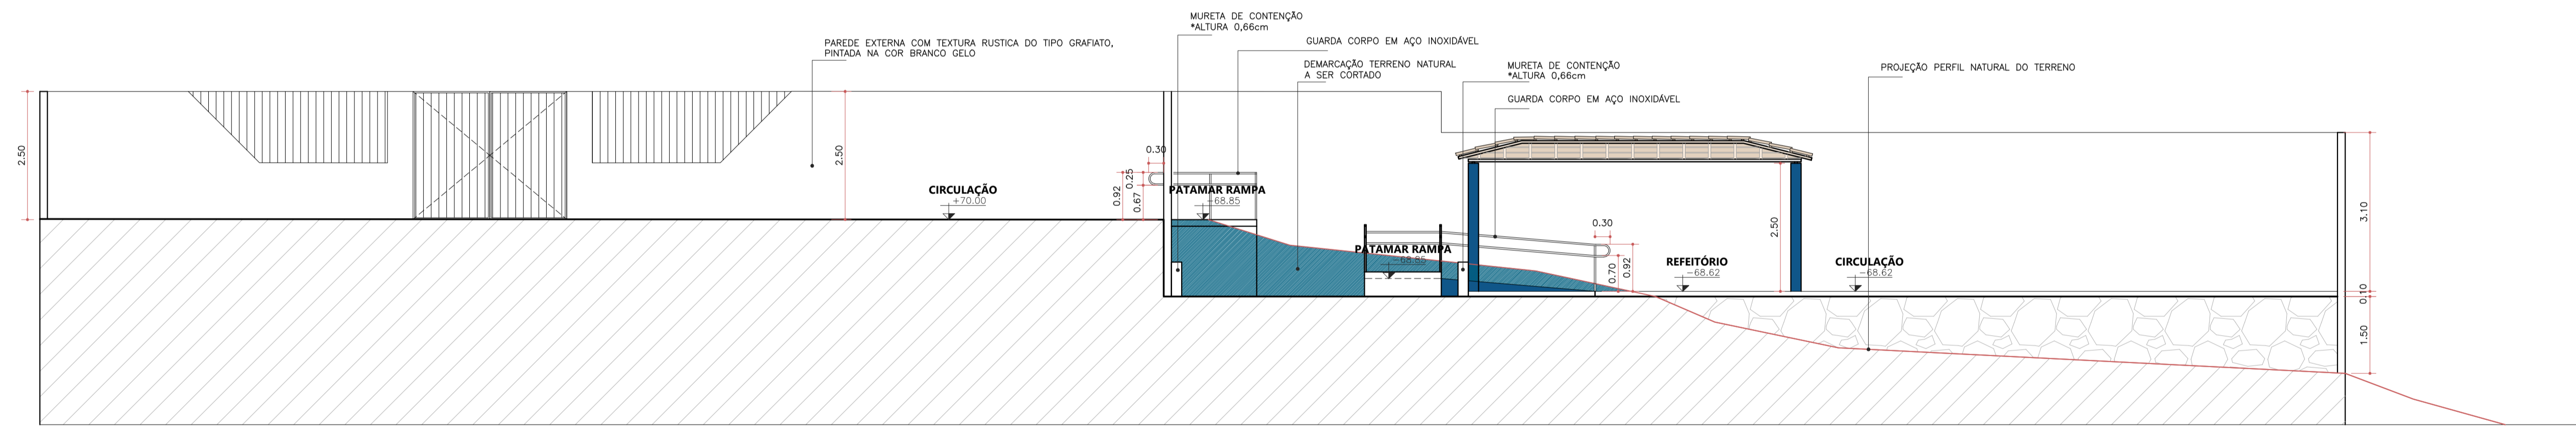 MURETA DE CONTENÇÃO
*ALTURA 0,66cm
PAREDE EXTERNA COM TEXTURA RUSTICA DO TIPO GRAFIATO,
PINTADA NA COR BRANCO GELO
GUARDA CORPO EM AÇO INOXIDÁVEL
DEMARCAÇÃO TERRENO NATURAL
A SER CORTADO
MURETA DE CONTENÇÃO
*ALTURA 0,66cm
GUARDA CORPO EM AÇO INOXIDÁVEL
PROJEÇÃO PERFIL NATURAL DO TERRENO
2.50
2.50
0.30
0.92
0.25
0.67
CIRCULAÇÃO
+70.00
PATAMAR RAMPA
-68.85
PATAMAR RAMPA
-68.85
0.30
0.70
0.92
2.50
REFEITÓRIO
-68.62
CIRCULAÇÃO
-68.62
3.10
0.10
1.50